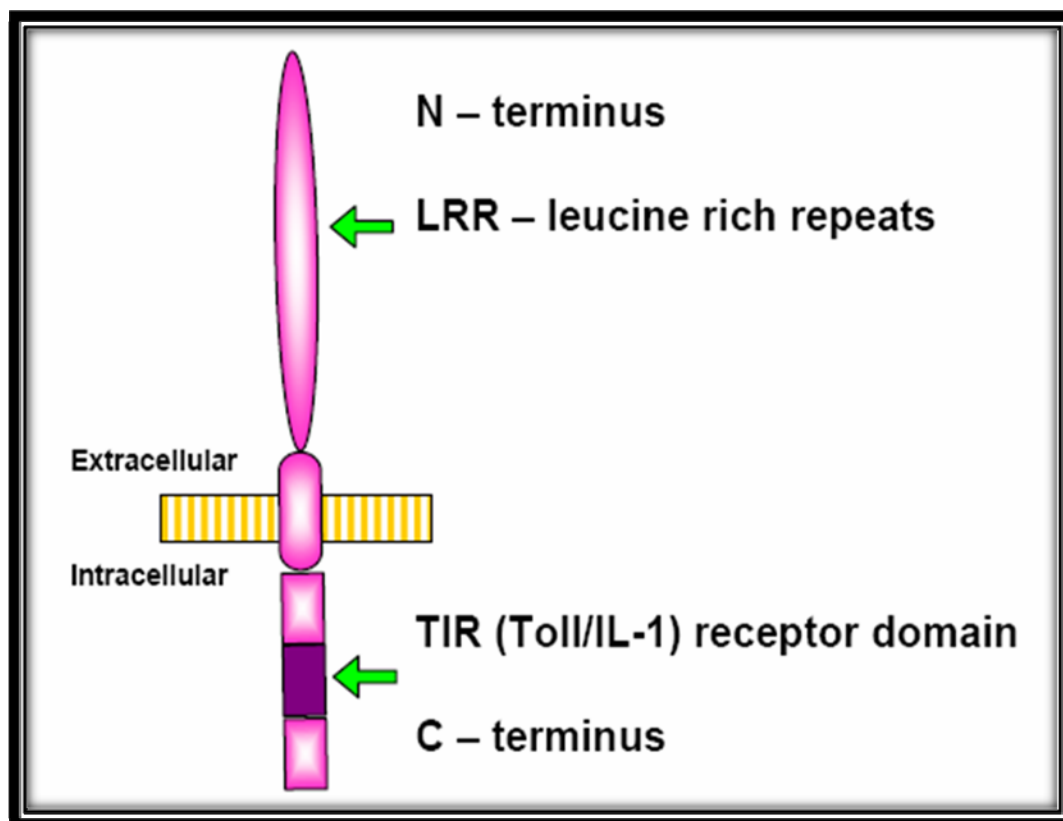 N – terminus
LRR – leucine rich repeats
Extracellular
Intracellular
TIR (Toll/IL-1) receptor domain
C – terminus